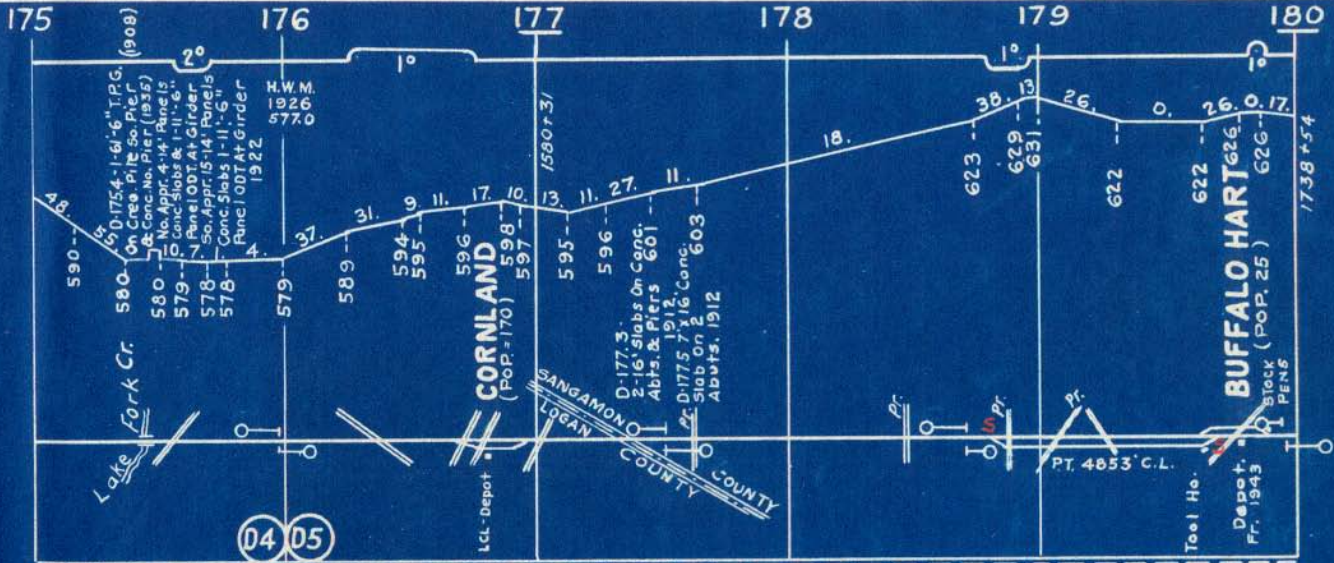 175
176
177
178
179
180
2°
1°
1°
1°
D-175.4-1-61'-6" T.P.G. (1908)
On Creo. Pile So. Pier
& Conc. No. Pier (1935)
No. Appr. 4-14' Panels
Conc. Slabs & 1-11'-6"
Panel ODT. At Girder
So. Appr. 15-14' Panels
Conc. Slabs 1-11'-6"
Panel ODT At Girder
1922
H.W.M.
1926
577.0
1580+31
1738+54
48.
5.
5.
10.
7.
4.
37.
31.
9.
11.
17.
10.
13.
11.
27.
11.
18.
38.
13
26.
0.
26.
0.
17.
590
580
580
579
578
578
579
589
594
595
596
598
597
595
596
601
603
623
629
631
622
622
626
626
CORNLAND
(POP.=170)
D-177.3.
2-16' Slabs On Conc.
Abts. & Piers
1912.
D-177.5 7'x16' Conc.
Slab on 2
Abuts. 1912
BUFFALO HART
(POP. 25)
STOCK
PENS
Lake Fork Cr.
SANGAMON COUNTY
LOGAN COUNTY
Pr.
Pr.
Pr.
Pr.
S
S
PT. 4853' C.L.
LCL-Depot
Tool Ho.
Depot.
Fr. 1943
D4
D5